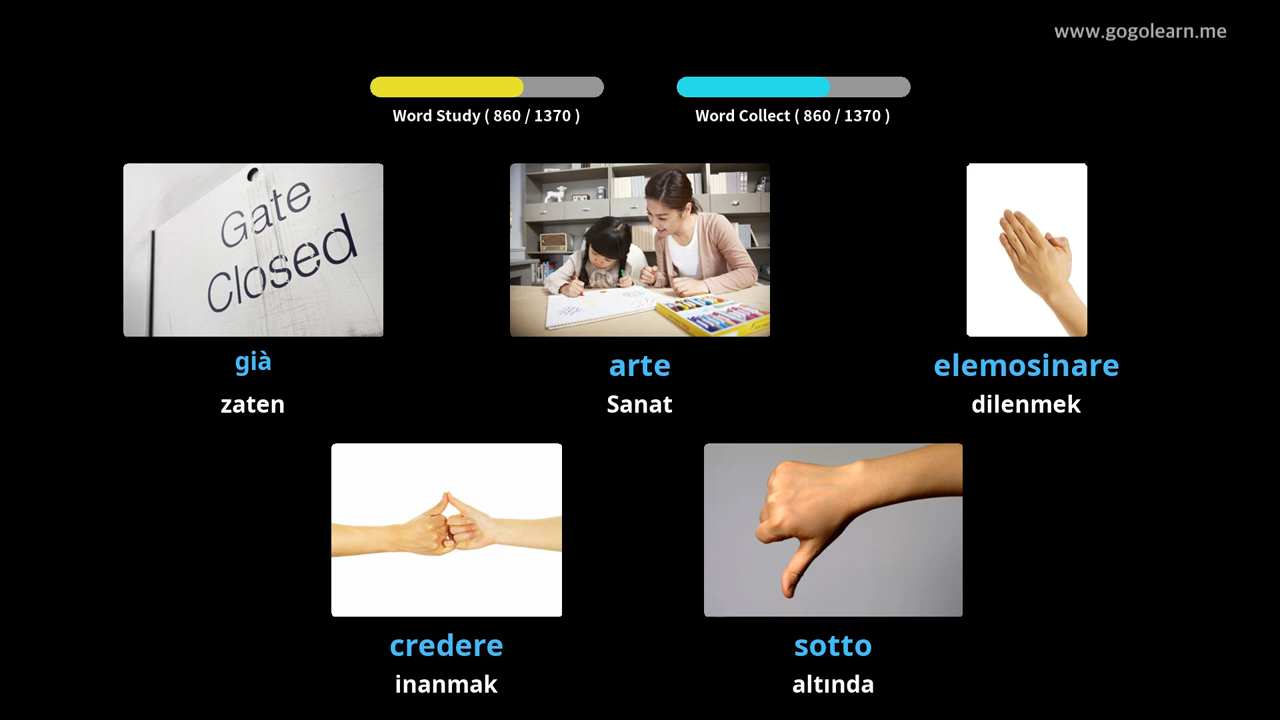 www.gogolearn.me
Word Study ( 860 / 1370 )
Word Collect ( 860 / 1370 )
Gate
Closed
già
zaten
arte
Sanat
elemosinare
dilenmek
credere
inanmak
sotto
altında